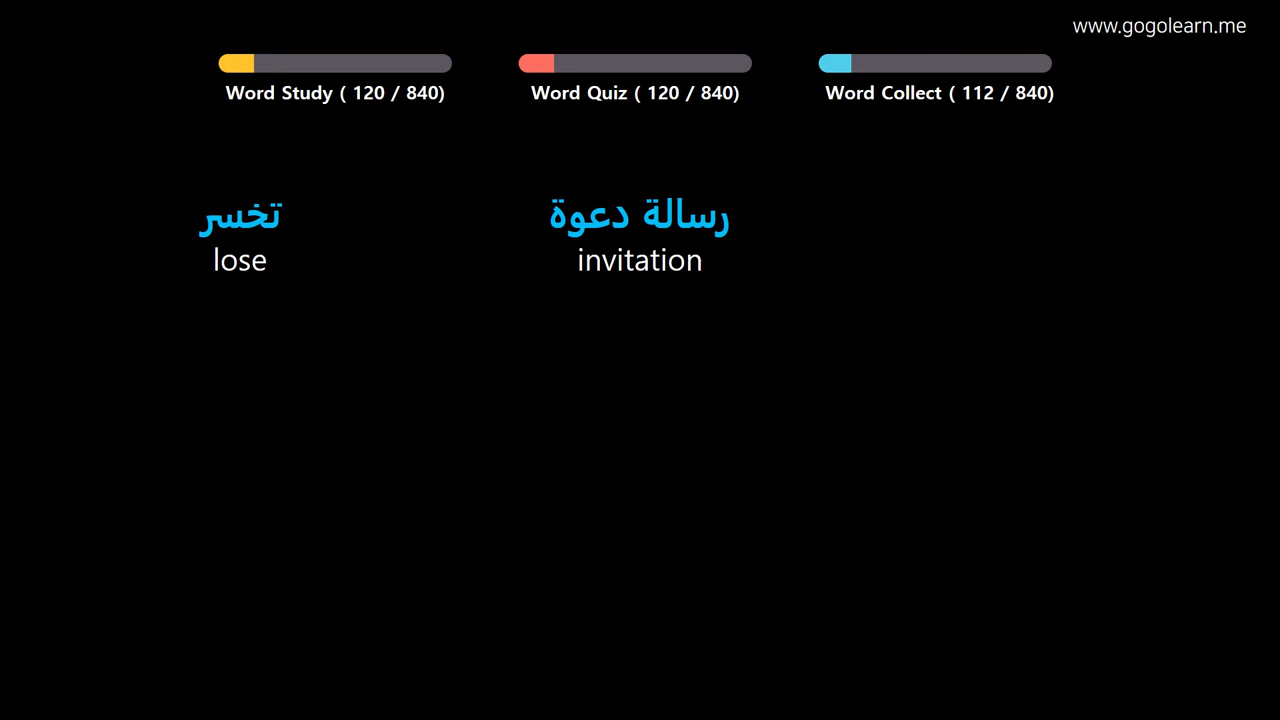 www.gogolearn.me
Word Study ( 120 / 840)
Word Quiz ( 120 / 840)
Word Collect ( 112 / 840)
تخسر
lose
رسالة دعوة
invitation